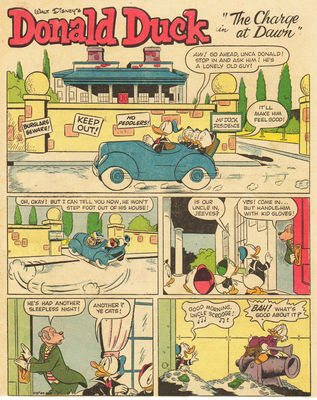 WALT DISNEY'S
Donald Duck
in "The Charge
at Dawn"
AW! GO AHEAD, UNCA DONALD!
STOP IN AND ASK HIM! HE'S
A LONELY OLD GUY!
IT'LL
MAKE HIM
FEEL GOOD!
BURGLARS
BEWARE!
KEEP
OUT!
NO
PEDDLERS!
McDUCK
RESIDENCE
OH, OKAY! BUT I CAN TELL YOU NOW, HE WON'T
STEP FOOT OUT OF HIS HOUSE!
IS OUR
UNCLE IN,
JEEVES?
YES! COME IN...
BUT HANDLE HIM
WITH KID GLOVES!
HE'S HAD ANOTHER
SLEEPLESS NIGHT!
ANOTHER?
YE CATS!
GOOD MORNING,
UNCLE SCROOGE!
BAH! WHAT'S
GOOD ABOUT IT?